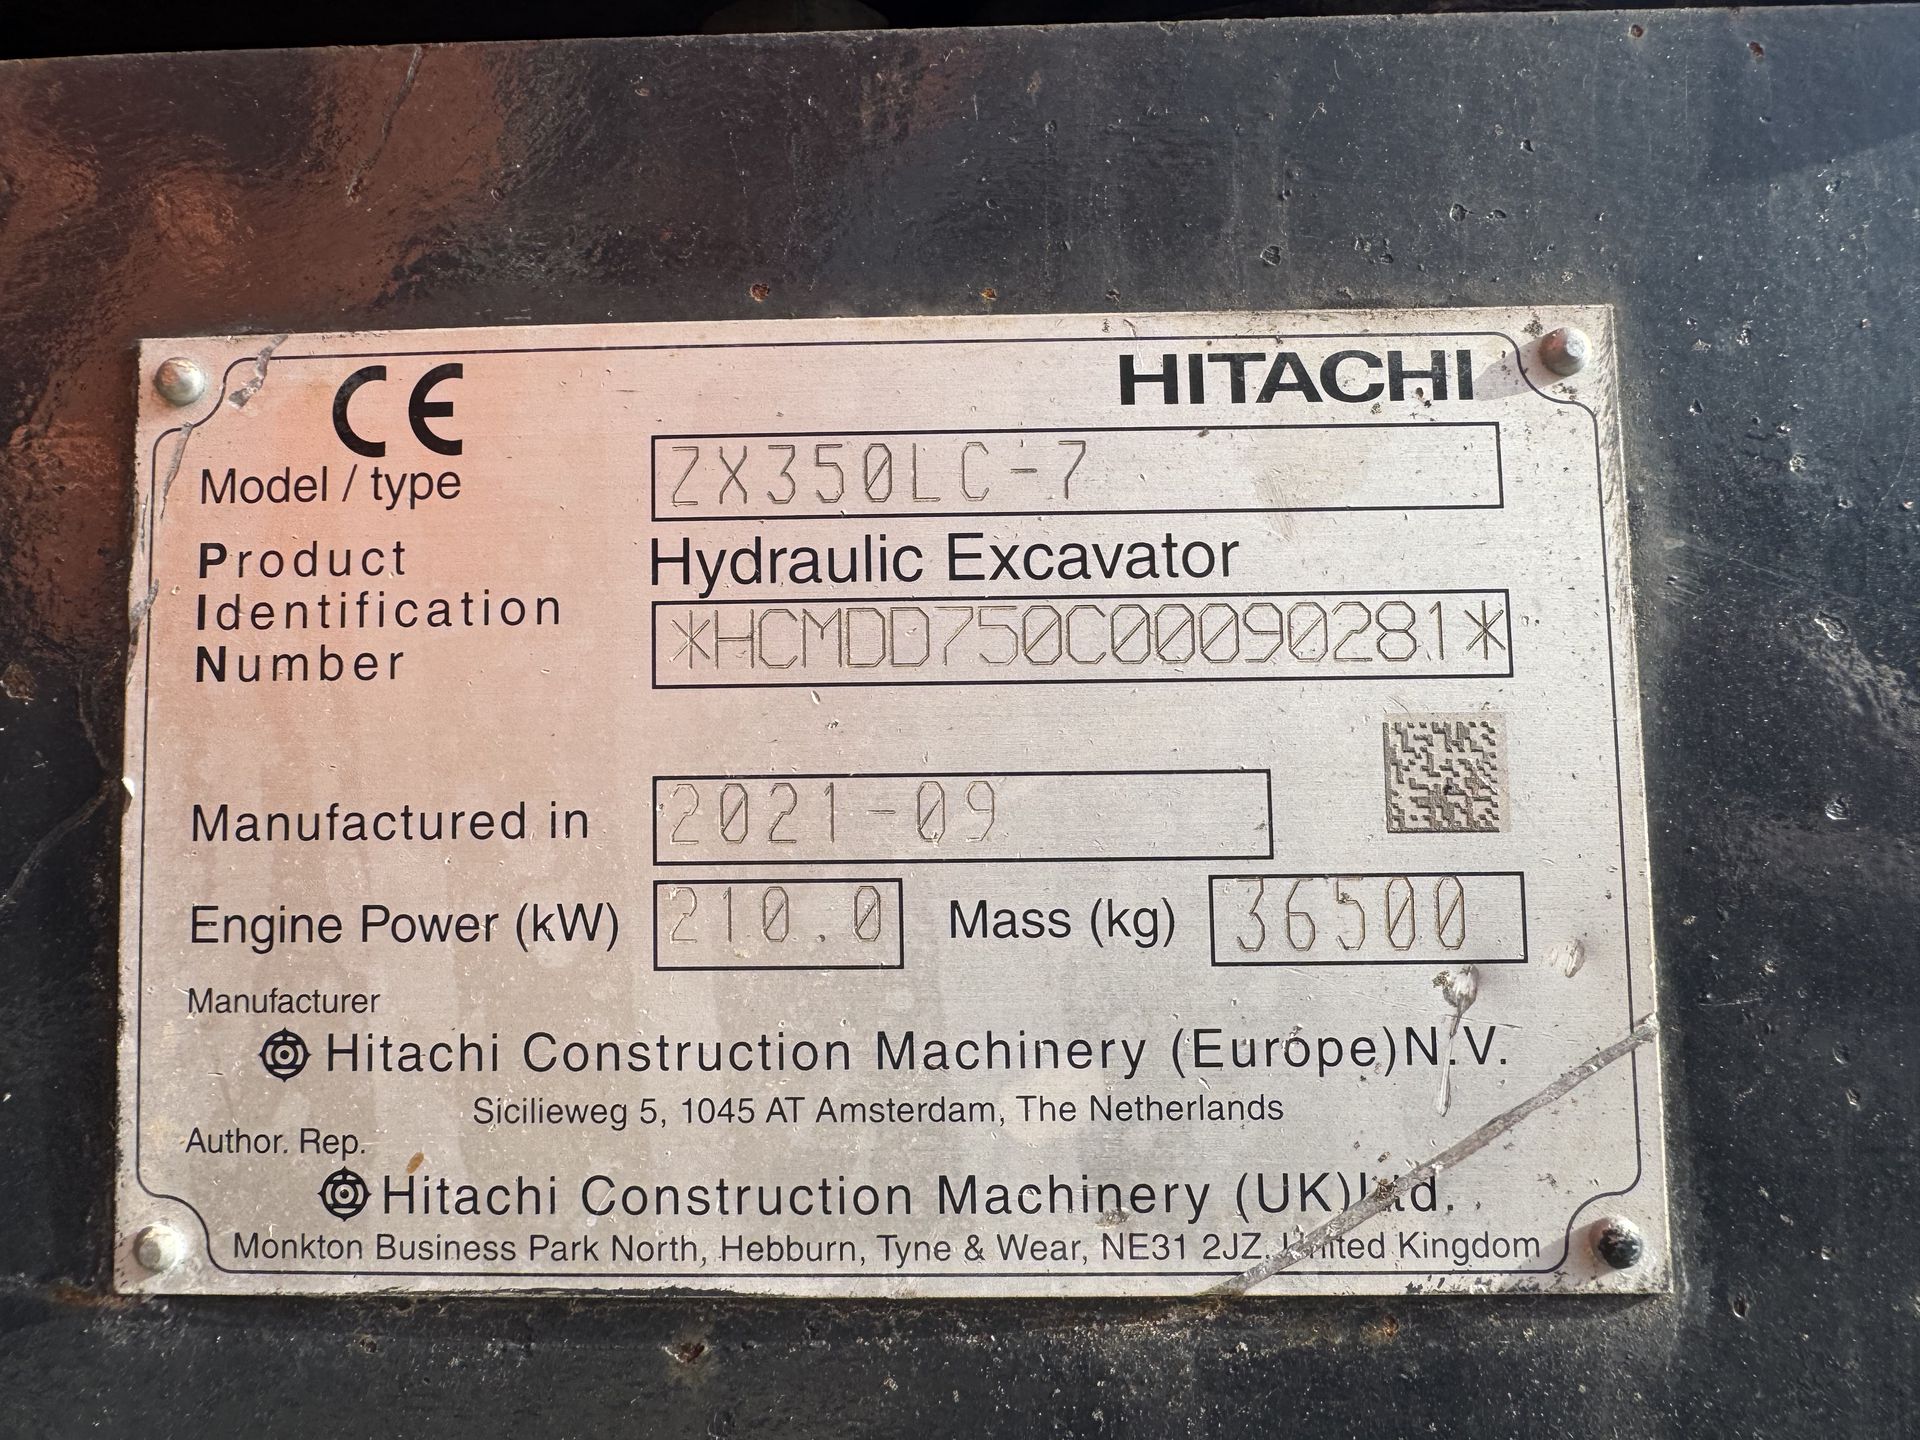 CE HITACHI
Model / type ZX350LC-7
Product Hydraulic Excavator
Identification
Number *HCMDD750C00090281*
Manufactured in 2021-09
Engine Power (kW) 210.0 Mass (kg) 36500
Manufacturer
Hitachi Construction Machinery (Europe)N.V.
Sicilieweg 5, 1045 AT Amsterdam, The Netherlands
Author. Rep.
Hitachi Construction Machinery (UK)Ltd.
Monkton Business Park North, Hebburn, Tyne & Wear, NE31 2JZ, United Kingdom